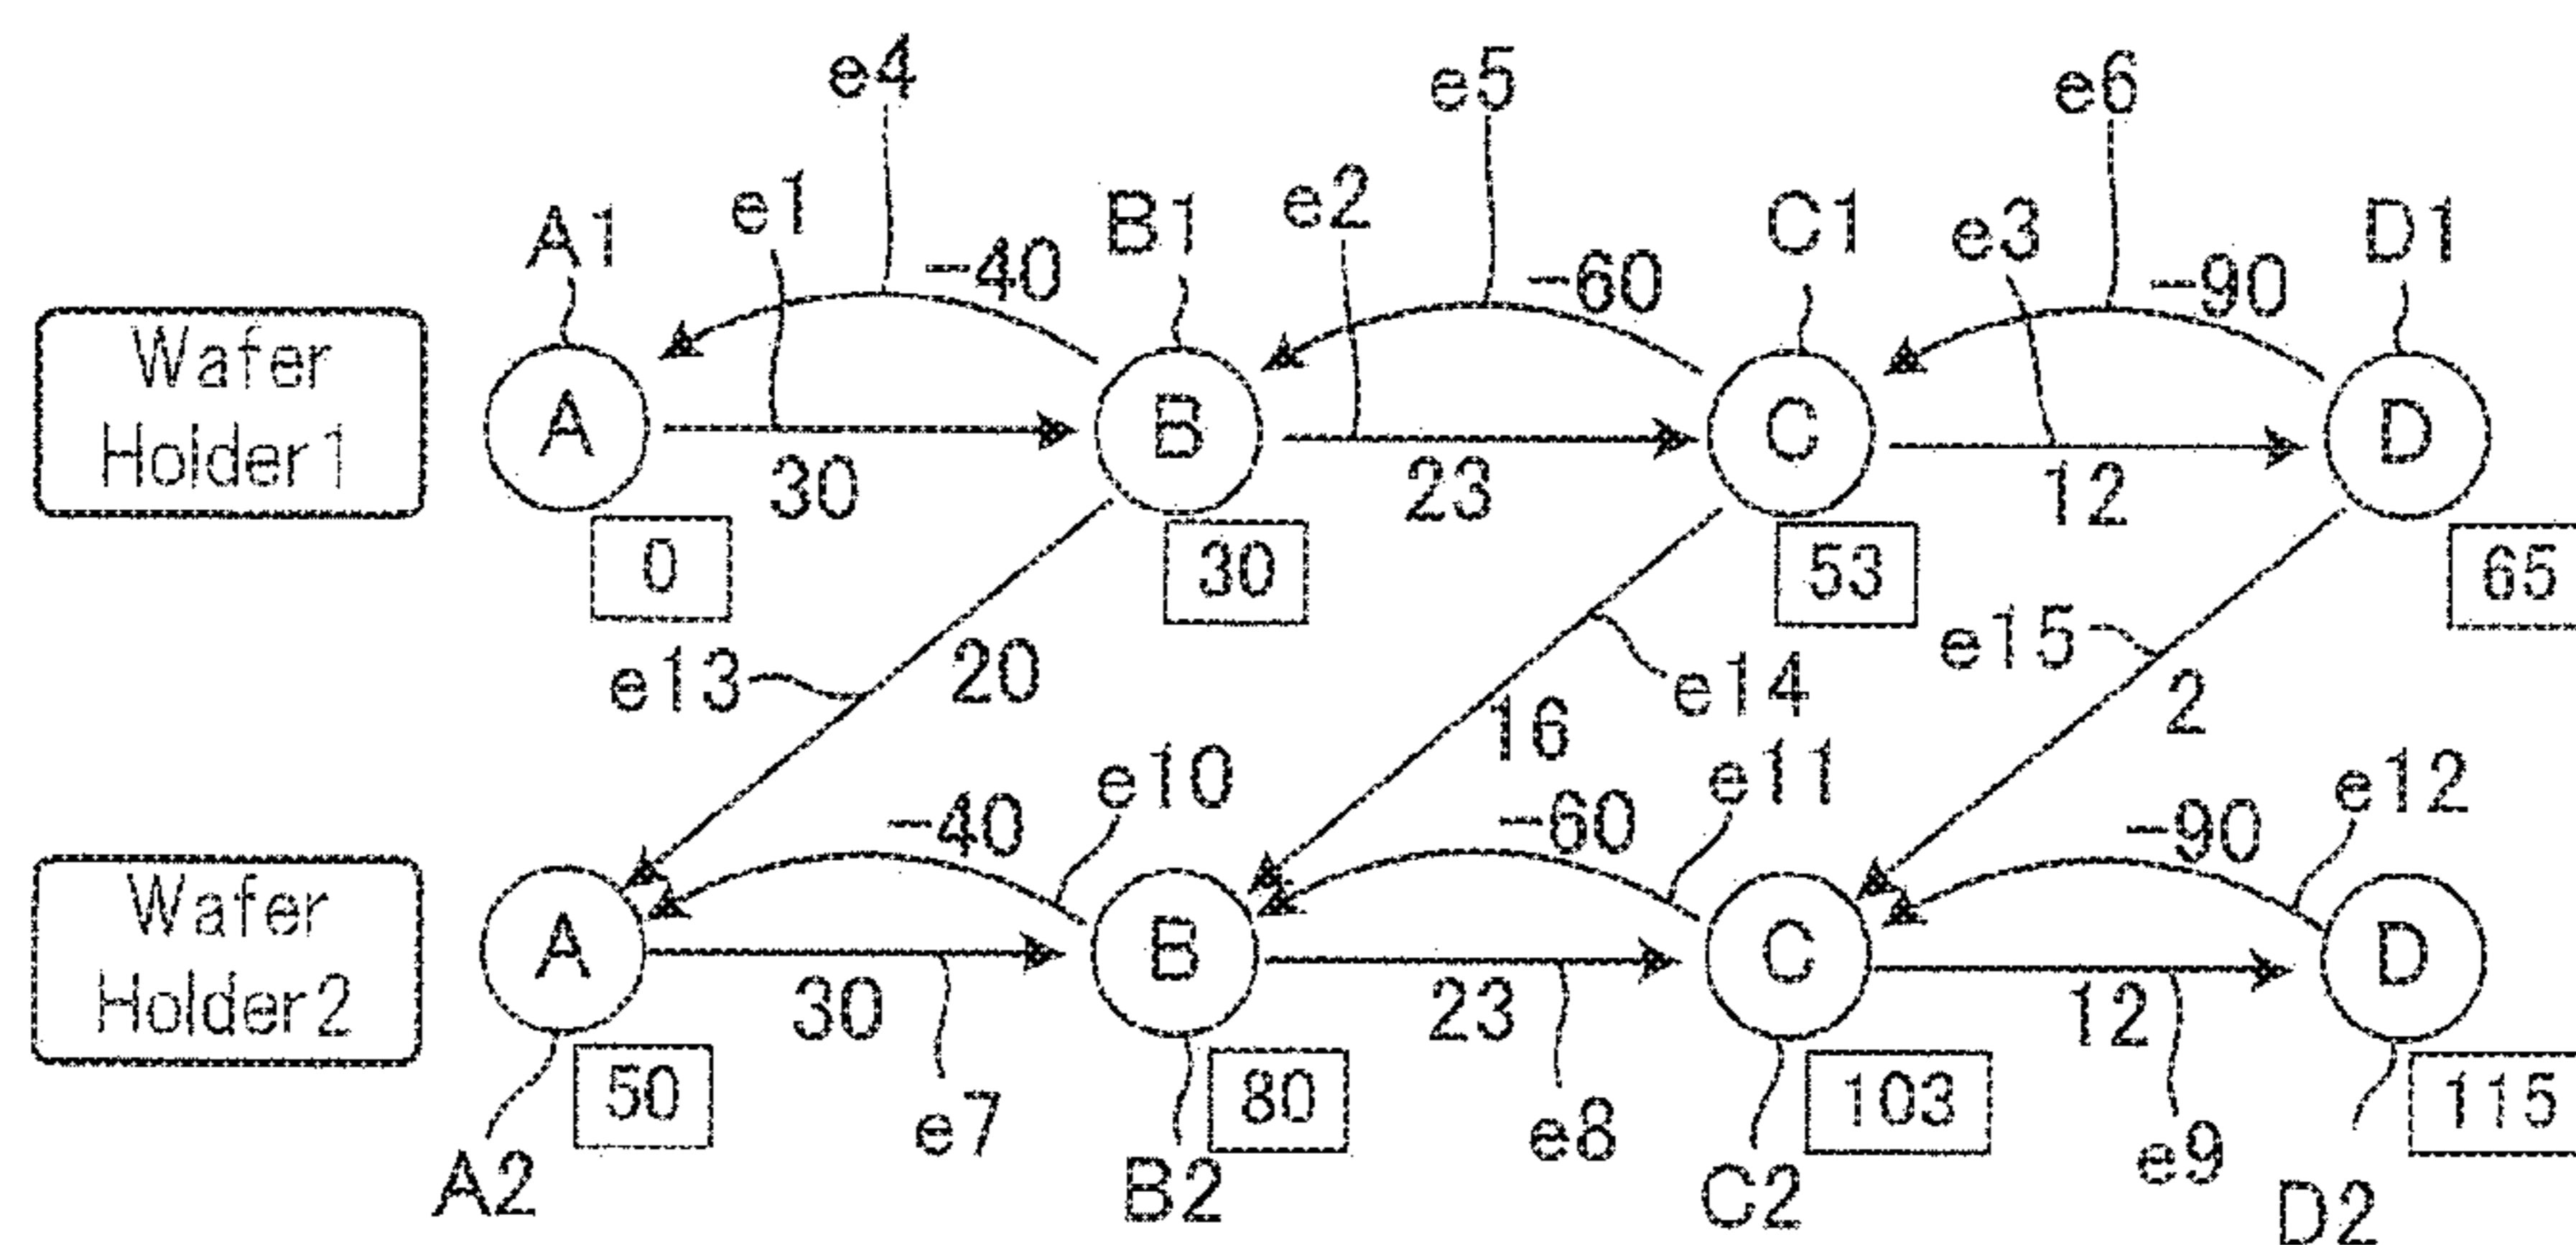 e4 e5 e6
A1 e1 -40 B1 e2 -60 C1 e3 -90 D1
Wafer
Holder1
A B C D
30 23 12
0 30 53 65
e13 20 e14 16 e15 2
Wafer
Holder2
-40 e10 -60 e11 -90 e12
A B C D
30 23 12
50 80 103 115
e7 e8 e9
A2 B2 C2 D2